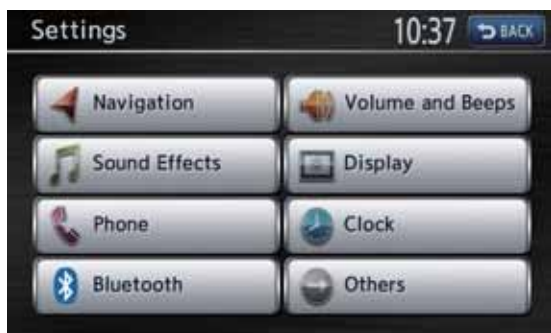 Settings 10:37 BACK
Navigation Volume and Beeps
Sound Effects Display
Phone Clock
Bluetooth Others